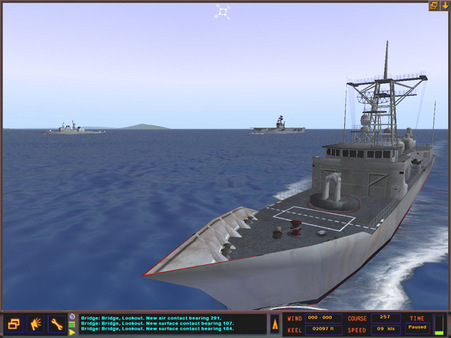 Bridge: Bridge, Lookout. New air contact bearing 291.
Bridge: Bridge, Lookout. New surface contact bearing 107.
Bridge: Bridge, Lookout. New surface contact bearing 184.
WIND 000-000 COURSE 257 TIME
KEEL 02097 ft SPEED 09 kts Paused